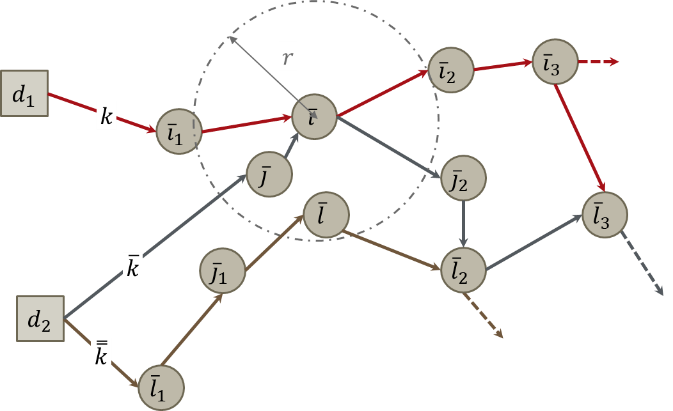 r
ī₂
ī₃
d₁
k
ī₁
ī
j̄
j̄₂
l̄
l̄₃
k̄
j̄₁
l̄₂
d₂
k̿
l̄₁